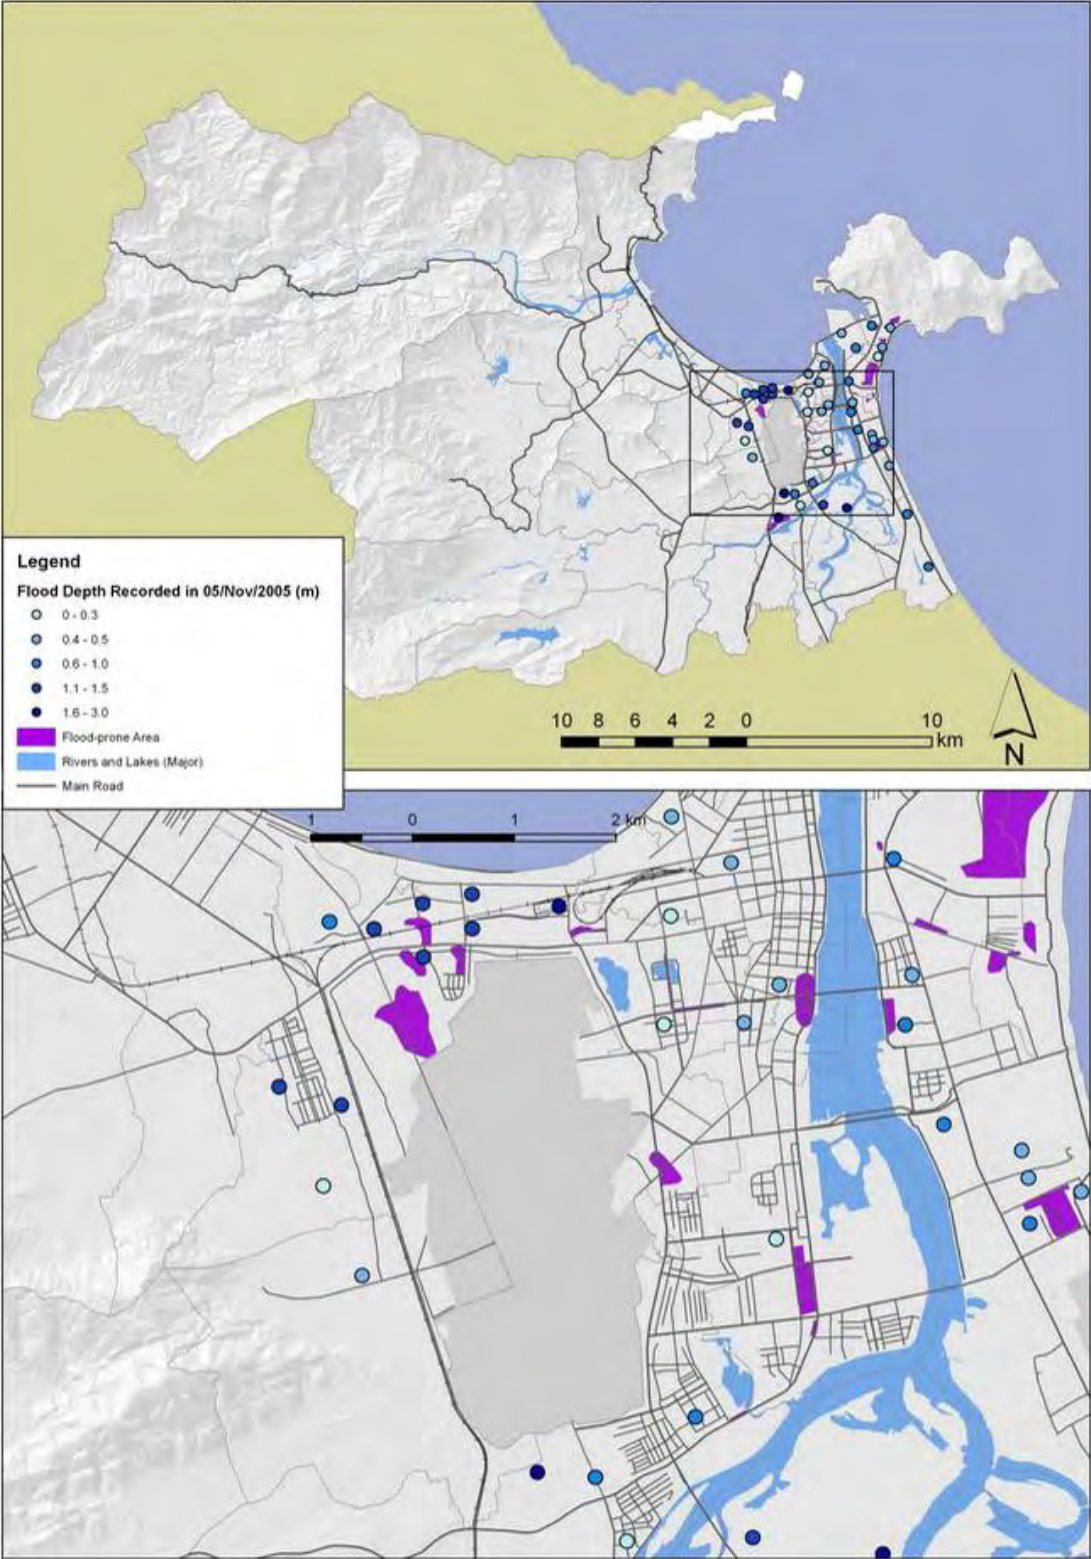 Legend
Flood Depth Recorded in 05/Nov/2005 (m)
0 - 0.3
0.4 - 0.5
0.6 - 1.0
1.1 - 1.5
1.6 - 3.0
Flood-prone Area
Rivers and Lakes (Major)
Main Road
10 8 6 4 2 0 10
km
N
1 0 1 2 km